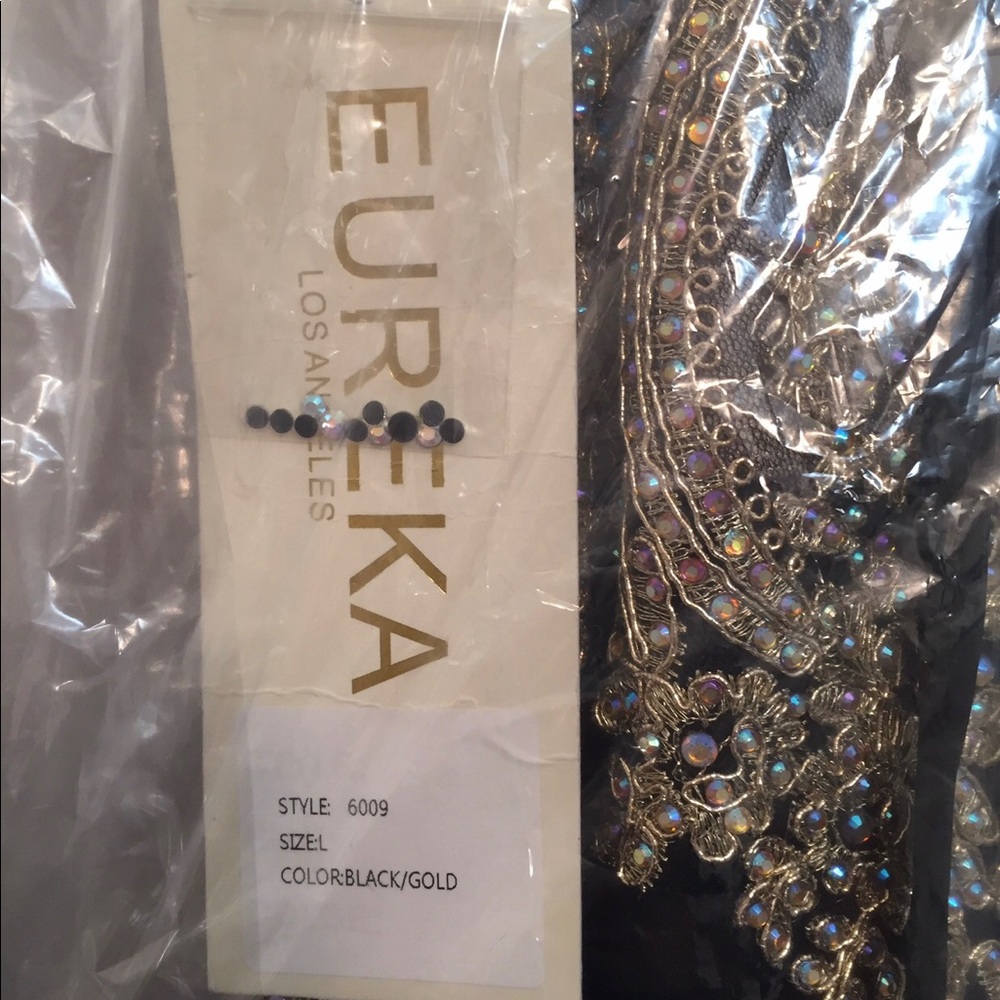 EUREKA
LOS ANGELES
STYLE: 6009
SIZE:L
COLOR:BLACK/GOLD